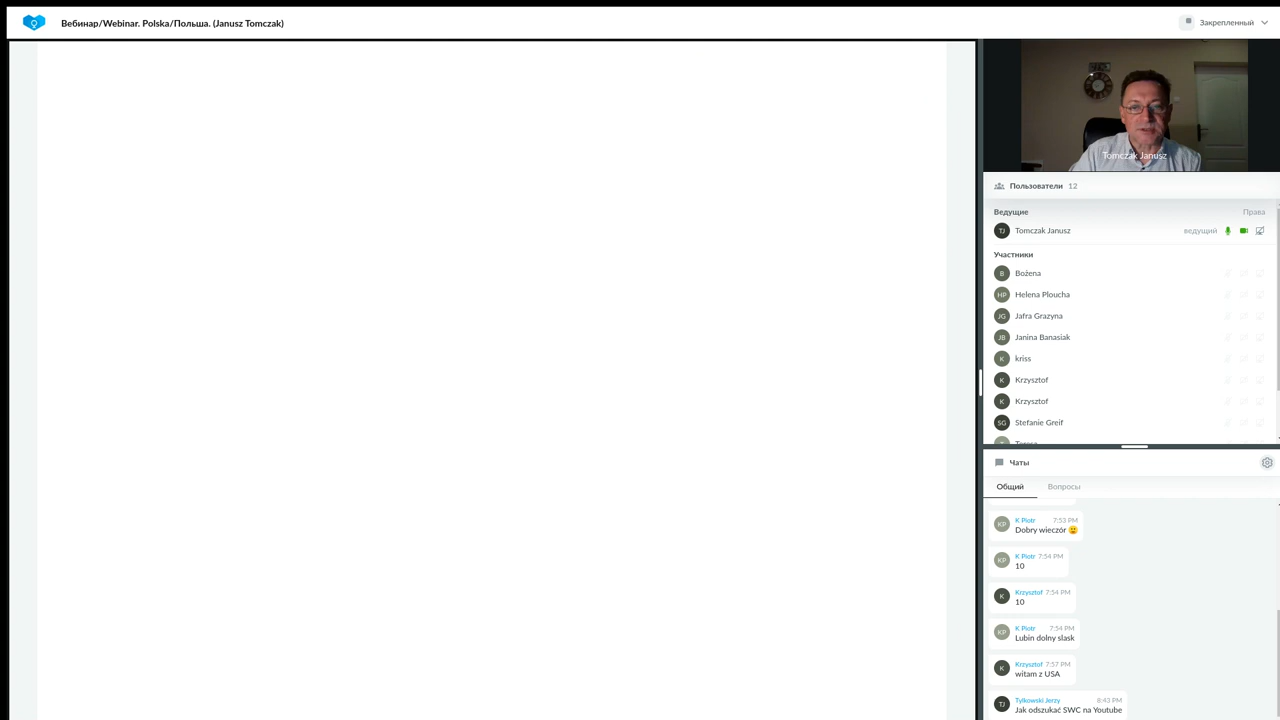 Вебинар/Webinar. Polska/Польша. (Janusz Tomczak)
Закрепленный
Tomczak Janusz
Пользователи 12
Ведущие Права
TJ Tomczak Janusz ведущий
Участники
B Bożena
HP Helena Ploucha
JG Jafra Grazyna
JB Janina Banasiak
K kriss
K Krzysztof
K Krzysztof
SG Stefanie Greif
Чаты
Общий Вопросы
KP K Piotr 7:53 PM
Dobry wieczór
KP K Piotr 7:54 PM
10
K Krzysztof 7:54 PM
10
KP K Piotr 7:54 PM
Lubin dolny slask
K Krzysztof 7:57 PM
witam z USA
TJ Tylkowski Jerzy 8:43 PM
Jak odszukać SWC na Youtube